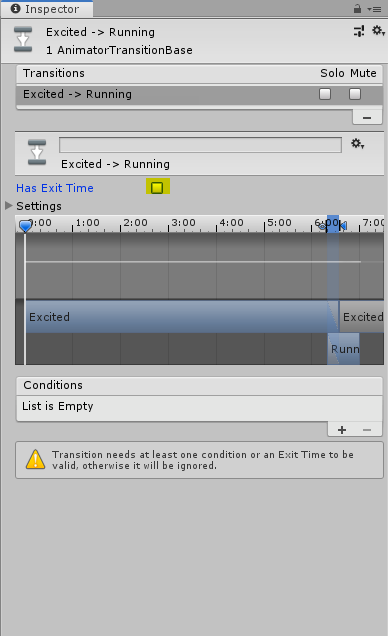 Inspector
Excited -> Running
1 AnimatorTransitionBase
Transitions Solo Mute
Excited -> Running
Excited -> Running
Has Exit Time
Settings
0:00 1:00 2:00 3:00 4:00 5:00 6:00 7:00
Excited Excited
Runn
Conditions
List is Empty
Transition needs at least one condition or an Exit Time to be
valid, otherwise it will be ignored.